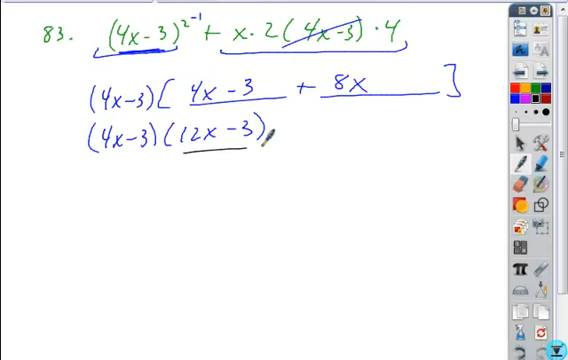 83. (4x-3)²⁻¹ + x · 2(4x-3) · 4
(4x-3)[ 4x - 3 + 8x ]
(4x-3)(12x - 3)